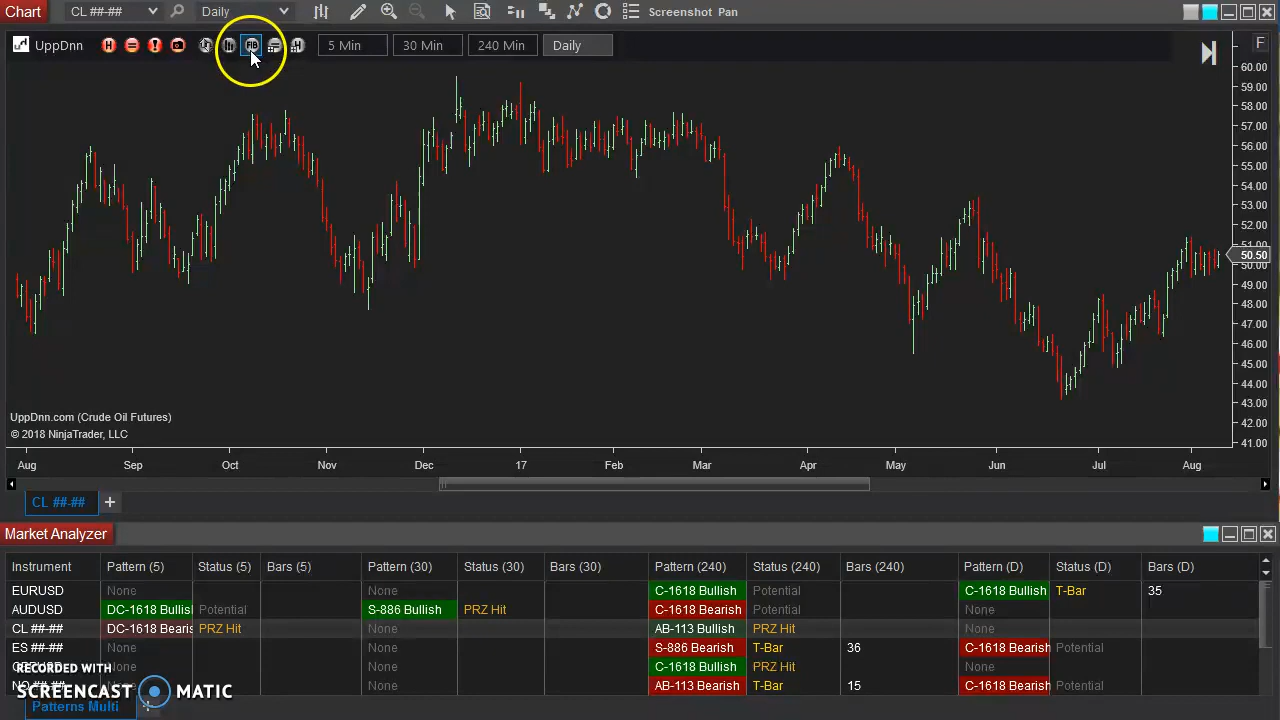 Chart CL ##-## Daily Screenshot Pan
UppDnn H FIB H 5 Min 30 Min 240 Min Daily F
60.00
59.00
58.00
57.00
56.00
55.00
54.00
53.00
52.00
51.00
50.50
50.00
49.00
48.00
47.00
46.00
45.00
44.00
43.00
42.00
41.00
UppDnn.com (Crude Oil Futures)
© 2018 NinjaTrader, LLC
Aug Sep Oct Nov Dec 17 Feb Mar Apr May Jun Jul Aug
CL ##-## +
Market Analyzer
Instrument Pattern (5) Status (5) Bars (5) Pattern (30) Status (30) Bars (30) Pattern (240) Status (240) Bars (240) Pattern (D) Status (D) Bars (D)
EURUSD None None C-1618 Bullish Potential C-1618 Bullish T-Bar 35
AUDUSD DC-1618 Bullish Potential S-886 Bullish PRZ Hit C-1618 Bearish Potential None
CL ##-## DC-1618 Bearis PRZ Hit None AB-113 Bullish PRZ Hit None
ES ##-## None None S-886 Bearish T-Bar 36 C-1618 Bearish Potential
None None C-1618 Bullish PRZ Hit None
None None AB-113 Bearish T-Bar 15 C-1618 Bearish Potential
RECORDED WITH
SCREENCAST MATIC
Patterns Multi +